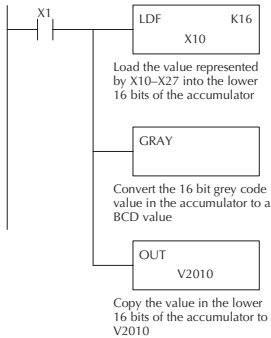 X1
LDF K16
X10
Load the value represented
by X10–X27 into the lower
16 bits of the accumulator
GRAY
Convert the 16 bit grey code
value in the accumulator to a
BCD value
OUT
V2010
Copy the value in the lower
16 bits of the accumulator to
V2010